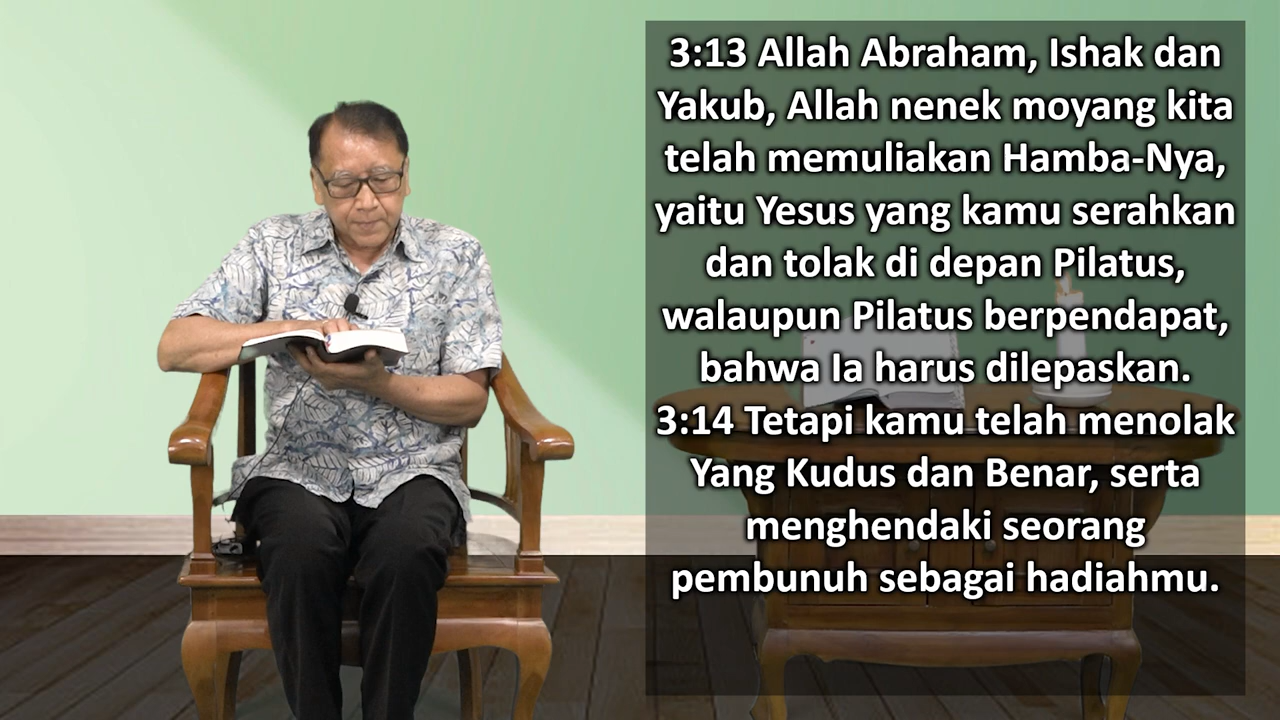 3:13 Allah Abraham, Ishak dan
Yakub, Allah nenek moyang kita
telah memuliakan Hamba-Nya,
yaitu Yesus yang kamu serahkan
dan tolak di depan Pilatus,
walaupun Pilatus berpendapat,
bahwa Ia harus dilepaskan.
3:14 Tetapi kamu telah menolak
Yang Kudus dan Benar, serta
menghendaki seorang
pembunuh sebagai hadiahmu.